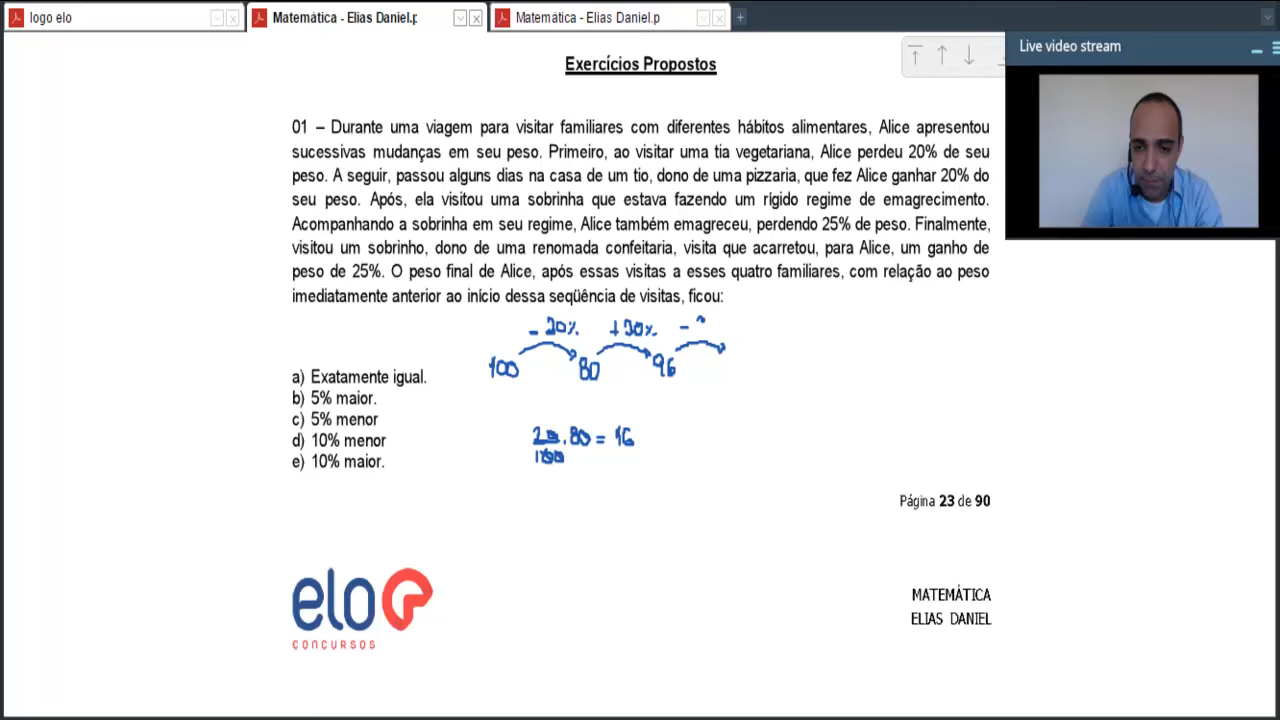 logo elo
Matemática - Elias Daniel.p
Matemática - Elias Daniel.p
Live video stream
Exercícios Propostos
01 – Durante uma viagem para visitar familiares com diferentes hábitos alimentares, Alice apresentou
sucessivas mudanças em seu peso. Primeiro, ao visitar uma tia vegetariana, Alice perdeu 20% de seu
peso. A seguir, passou alguns dias na casa de um tio, dono de uma pizzaria, que fez Alice ganhar 20% do
seu peso. Após, ela visitou uma sobrinha que estava fazendo um rígido regime de emagrecimento.
Acompanhando a sobrinha em seu regime, Alice também emagreceu, perdendo 25% de peso. Finalmente,
visitou um sobrinho, dono de uma renomada confeitaria, visita que acarretou, para Alice, um ganho de
peso de 25%. O peso final de Alice, após essas visitas a esses quatro familiares, com relação ao peso
imediatamente anterior ao início dessa seqüência de visitas, ficou:
- 20% +20% -
100 80 96
a) Exatamente igual.
b) 5% maior.
c) 5% menor
d) 10% menor
e) 10% maior.
20/100 . 80 = 16
Página 23 de 90
elo
CONCURSOS
MATEMÁTICA
ELIAS DANIEL